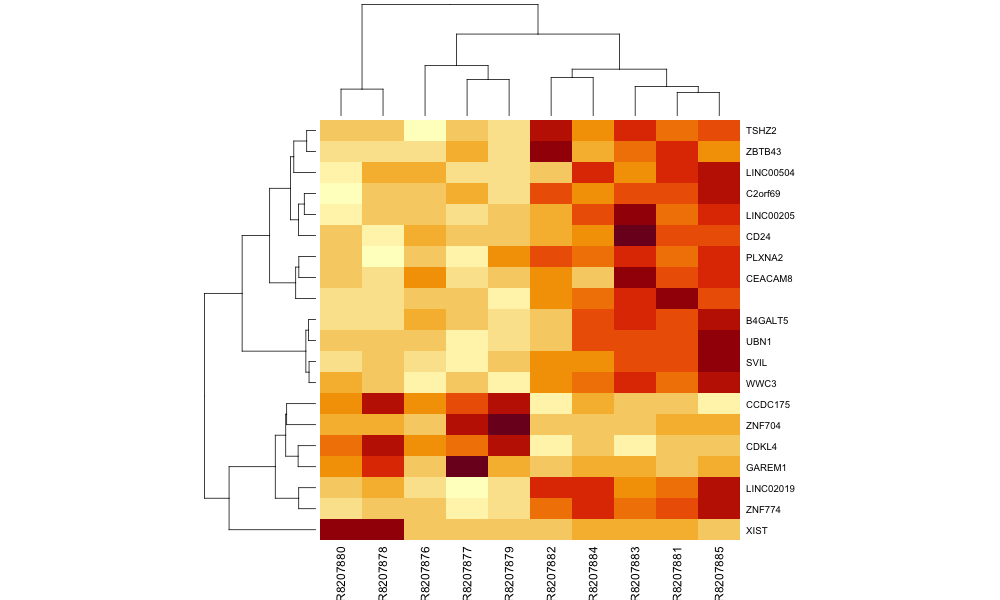 TSHZ2
ZBTB43
LINC00504
C2orf69
LINC00205
CD24
PLXNA2
CEACAM8
B4GALT5
UBN1
SVIL
WWC3
CCDC175
ZNF704
CDKL4
GAREM1
LINC02019
ZNF774
XIST
R8207880
R8207878
R8207876
R8207877
R8207879
R8207882
R8207884
R8207883
R8207881
R8207885